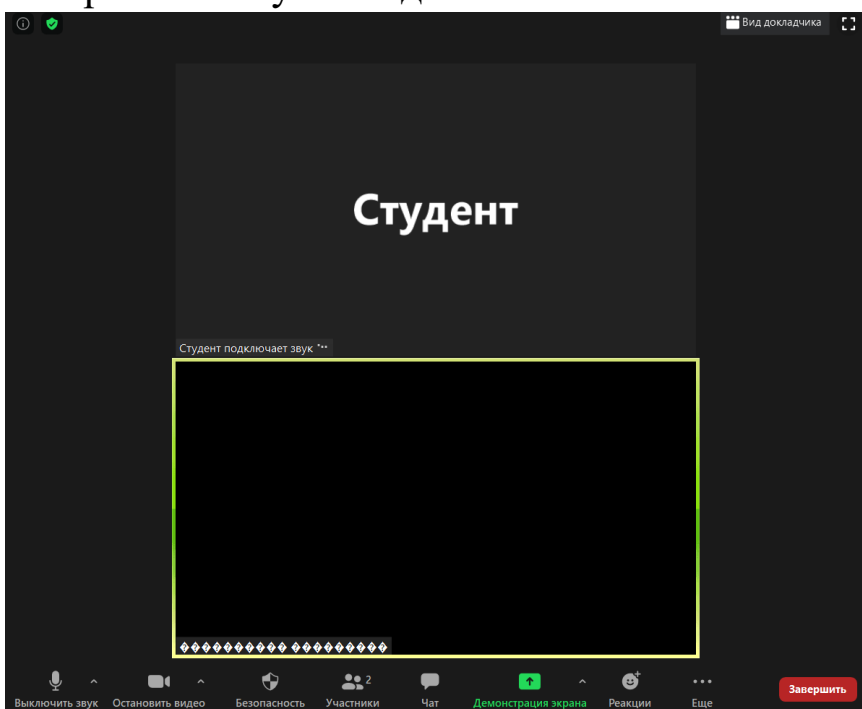 Вид докладчика
Студент
Студент подключает звук
���������� ����������
2
Выключить звук Остановить видео Безопасность Участники Чат Демонстрация экрана Реакции Еще Завершить